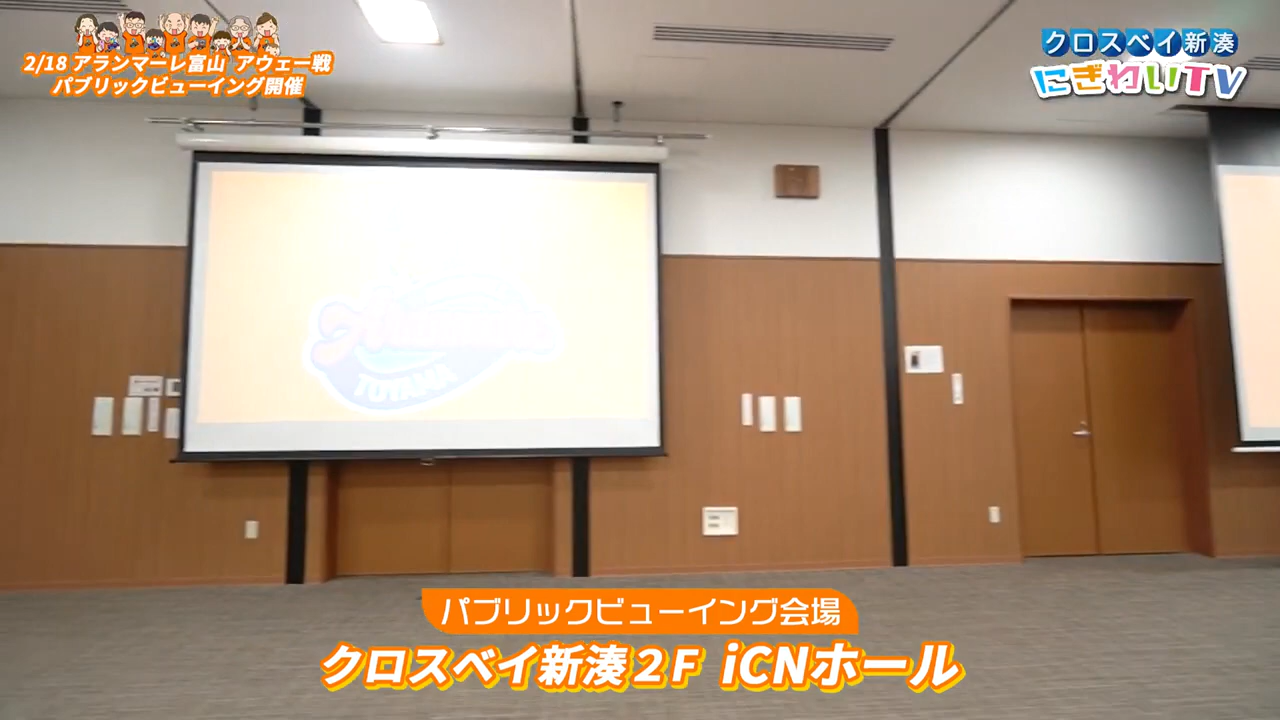 2/18 アランマーレ富山 アウェー戦
パブリックビューイング開催
クロスベイ新湊
にぎわいTV
TOYAMA
パブリックビューイング会場
クロスベイ新湊2F iCNホール